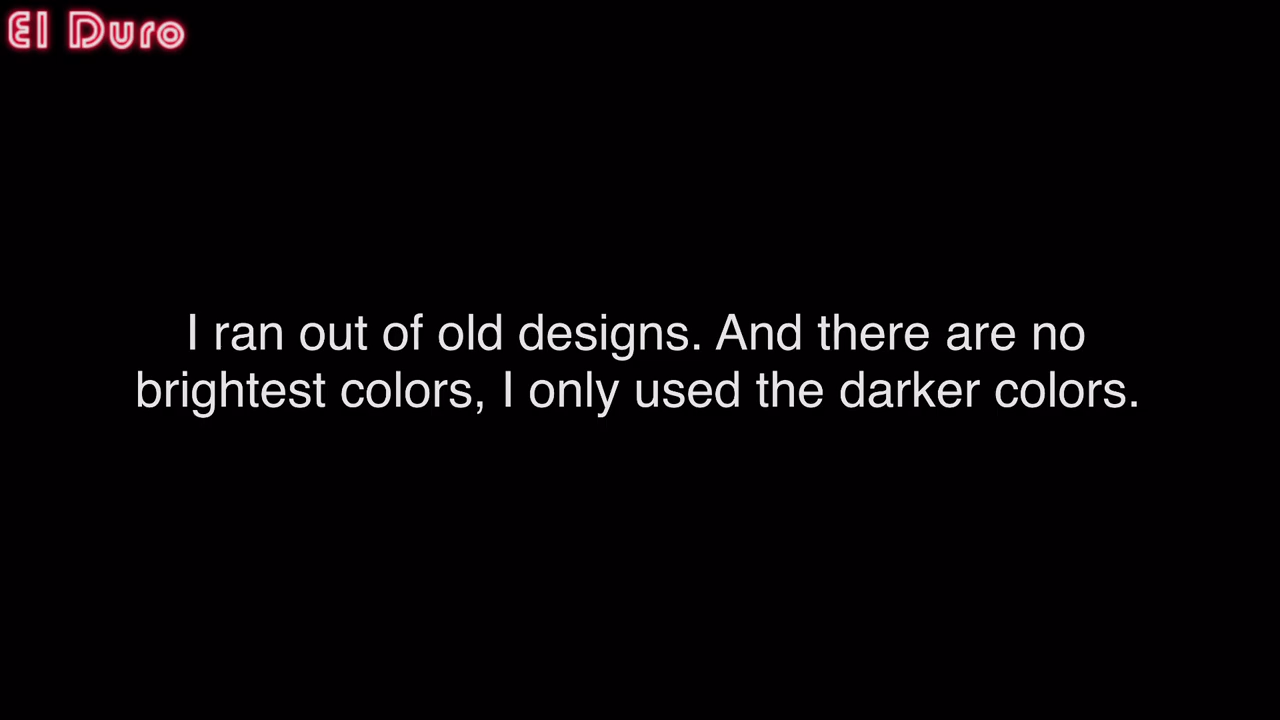 El Duro
I ran out of old designs. And there are no
brightest colors, I only used the darker colors.